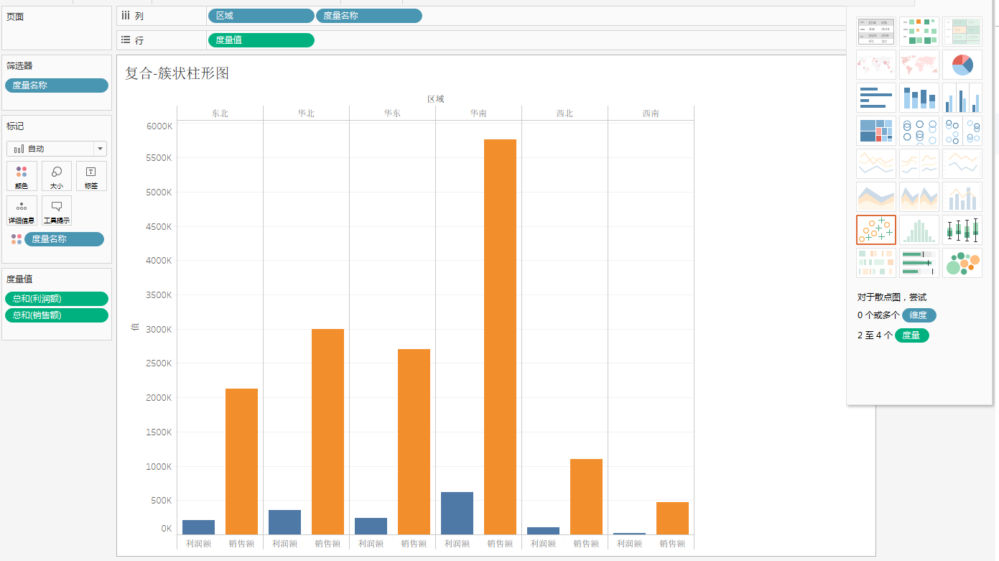 页面
列
区域
度量名称
行
度量值
筛选器
度量名称
标记
自动
颜色
大小
标签
详细信息
工具提示
度量名称
度量值
总和(利润额)
总和(销售额)
复合-簇状柱形图
区域
东北
华北
华东
华南
西北
西南
值
6000K
5500K
5000K
4500K
4000K
3500K
3000K
2500K
2000K
1500K
1000K
500K
0K
利润额
销售额
利润额
销售额
利润额
销售额
利润额
销售额
利润额
销售额
利润额
销售额
对于散点图，尝试
0 个或多个 维度
2 至 4 个 度量